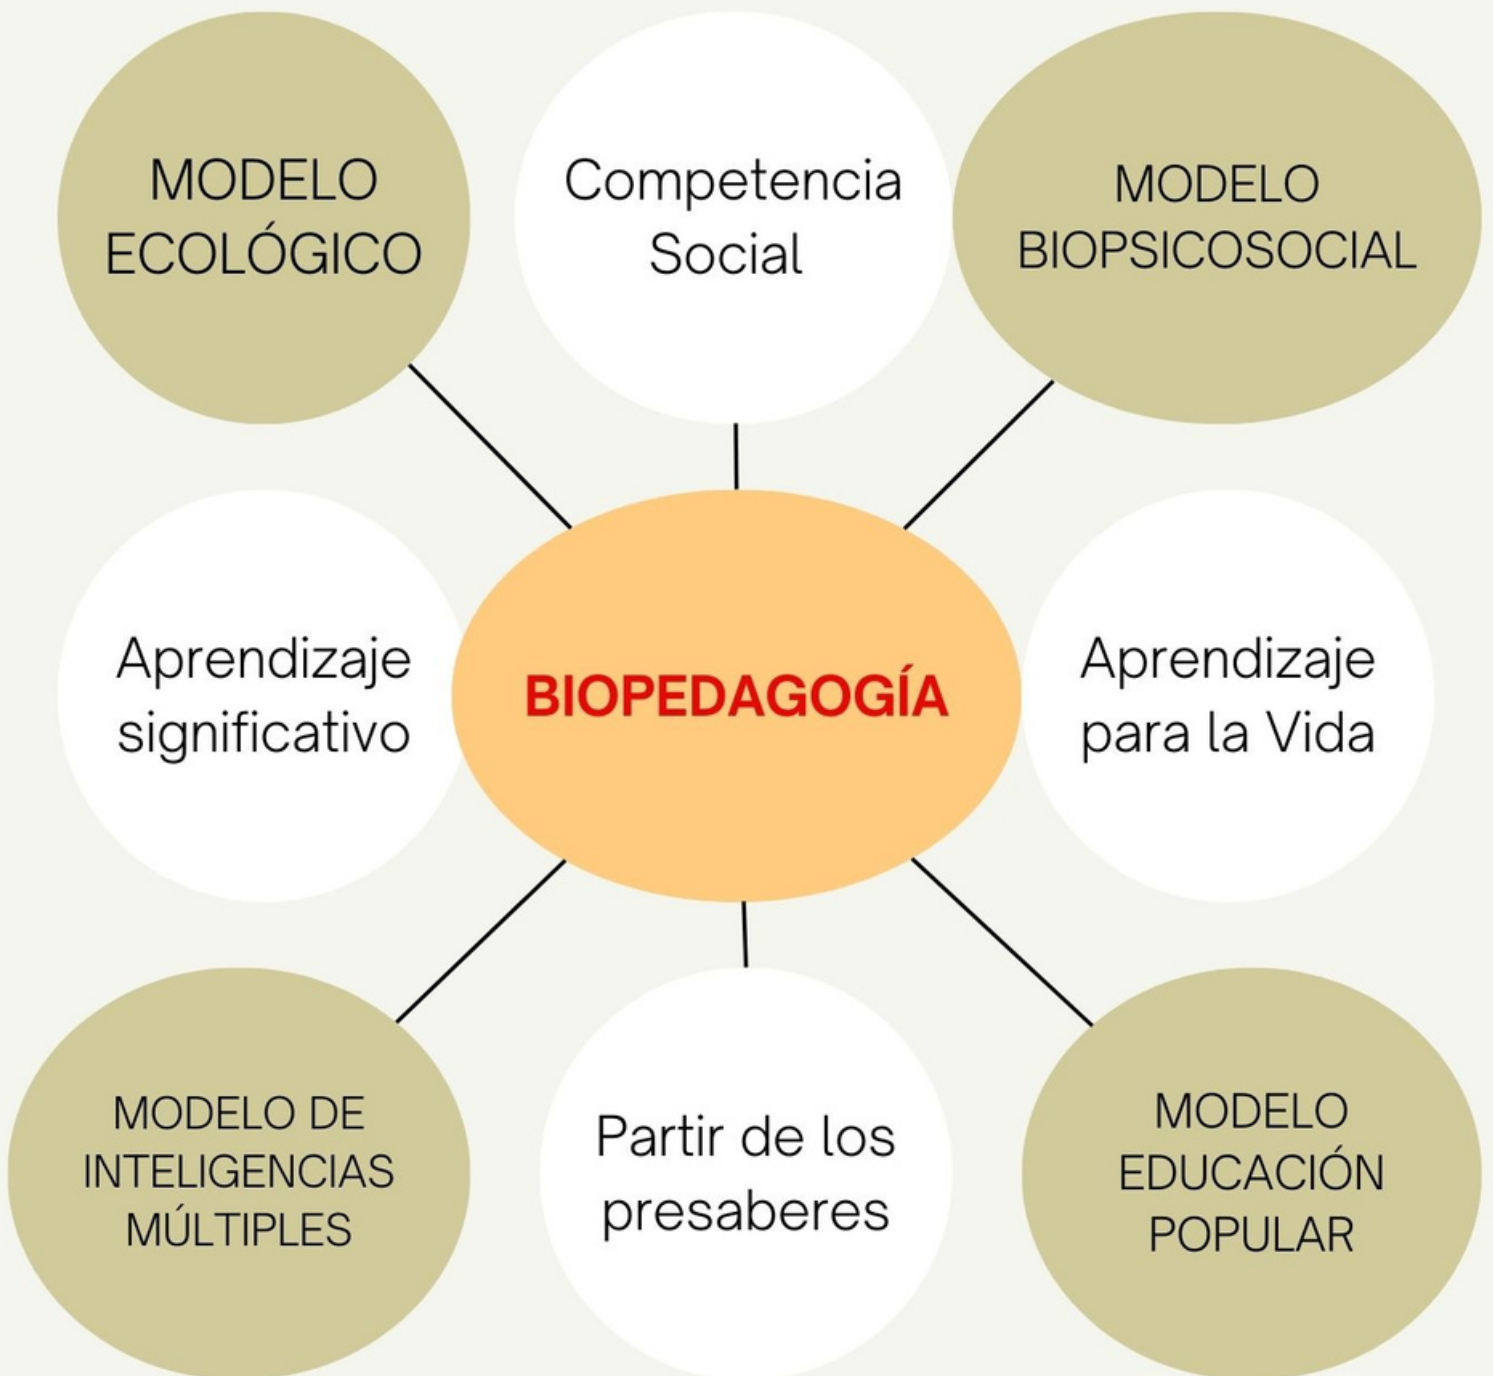 MODELO
ECOLÓGICO
Competencia
Social
MODELO
BIOPSICOSOCIAL
Aprendizaje
significativo
BIOPEDAGOGÍA
Aprendizaje
para la Vida
MODELO DE
INTELIGENCIAS
MÚLTIPLES
Partir de los
presaberes
MODELO
EDUCACIÓN
POPULAR